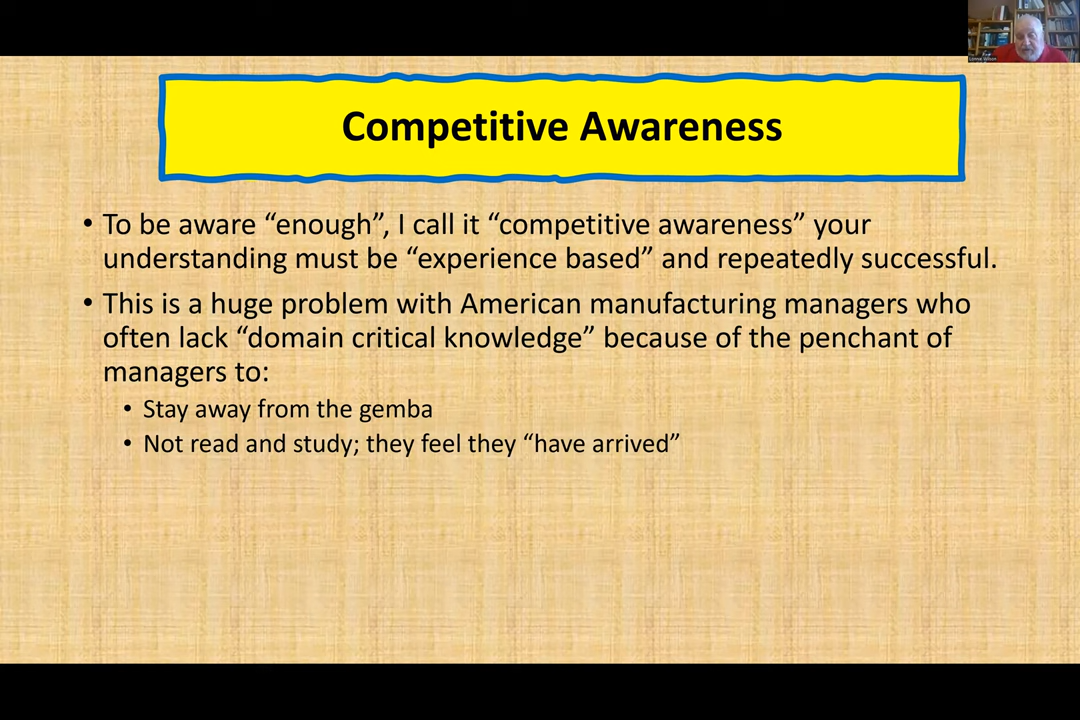 Competitive Awareness
• To be aware “enough”, I call it “competitive awareness” your
understanding must be “experience based” and repeatedly successful.
• This is a huge problem with American manufacturing managers who
often lack “domain critical knowledge” because of the penchant of
managers to:
• Stay away from the gemba
• Not read and study; they feel they “have arrived”
Lonnie Wilson